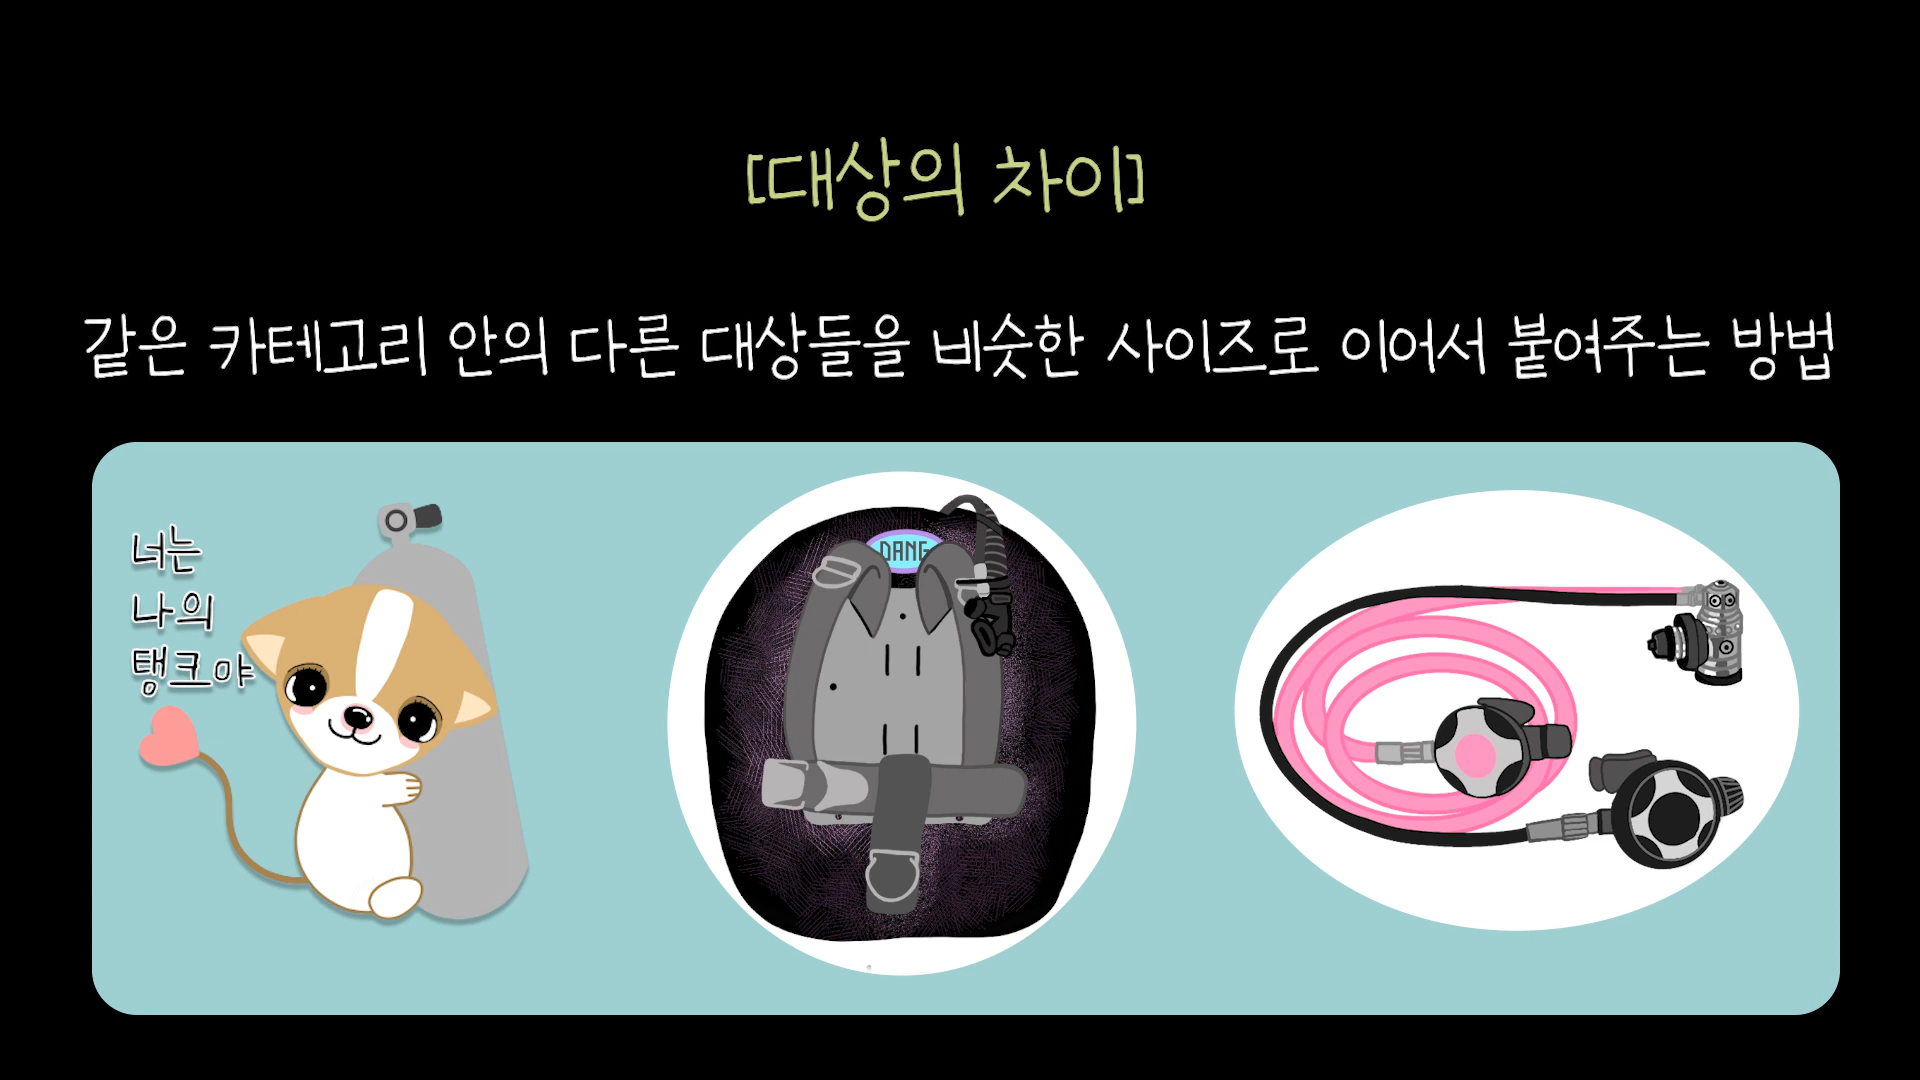 [대상의 차이]
같은 카테고리 안의 다른 대상들을 비슷한 사이즈로 이어서 붙여주는 방법
너는
나의
탱크야
DANG